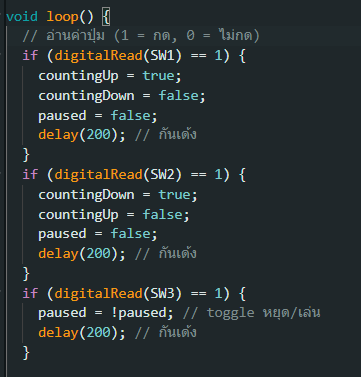 void loop() {
  // อ่านค่าปุ่ม (1 = กด, 0 = ไม่กด)
  if (digitalRead(SW1) == 1) {
    countingUp = true;
    countingDown = false;
    paused = false;
    delay(200); // กันเด้ง
  }
  if (digitalRead(SW2) == 1) {
    countingDown = true;
    countingUp = false;
    paused = false;
    delay(200); // กันเด้ง
  }
  if (digitalRead(SW3) == 1) {
    paused = !paused; // toggle หยุด/เล่น
    delay(200); // กันเด้ง
  }